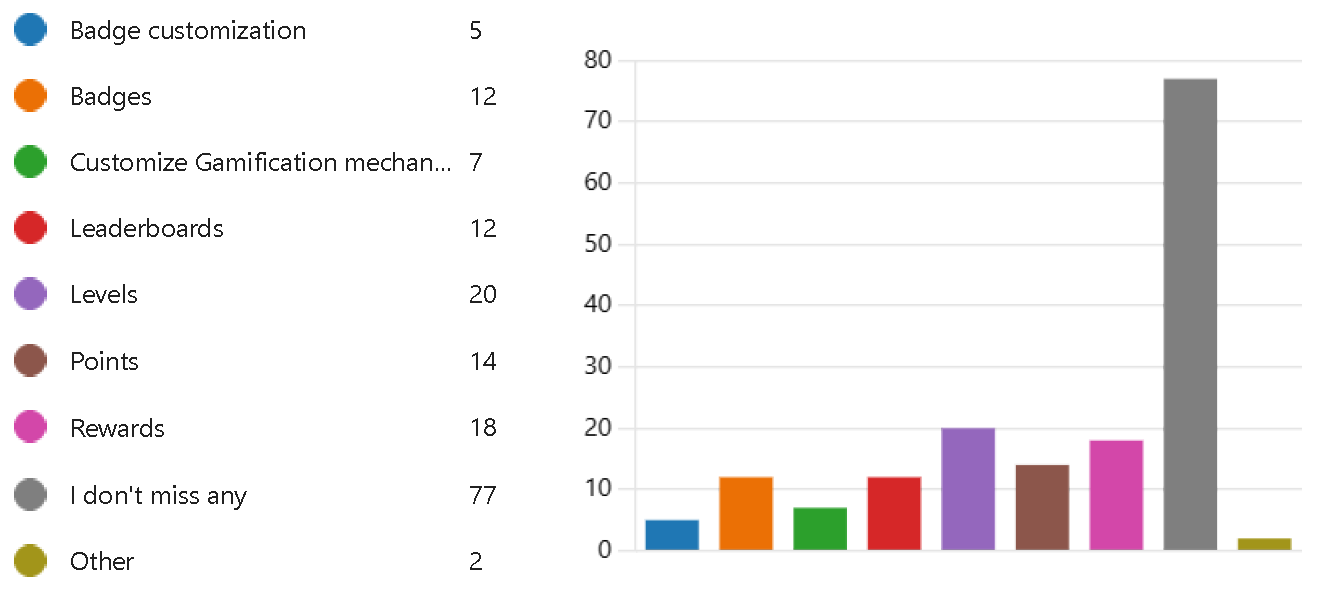 Badge customization 5
Badges 12
Customize Gamification mechan... 7
Leaderboards 12
Levels 20
Points 14
Rewards 18
I don't miss any 77
Other 2
80
70
60
50
40
30
20
10
0